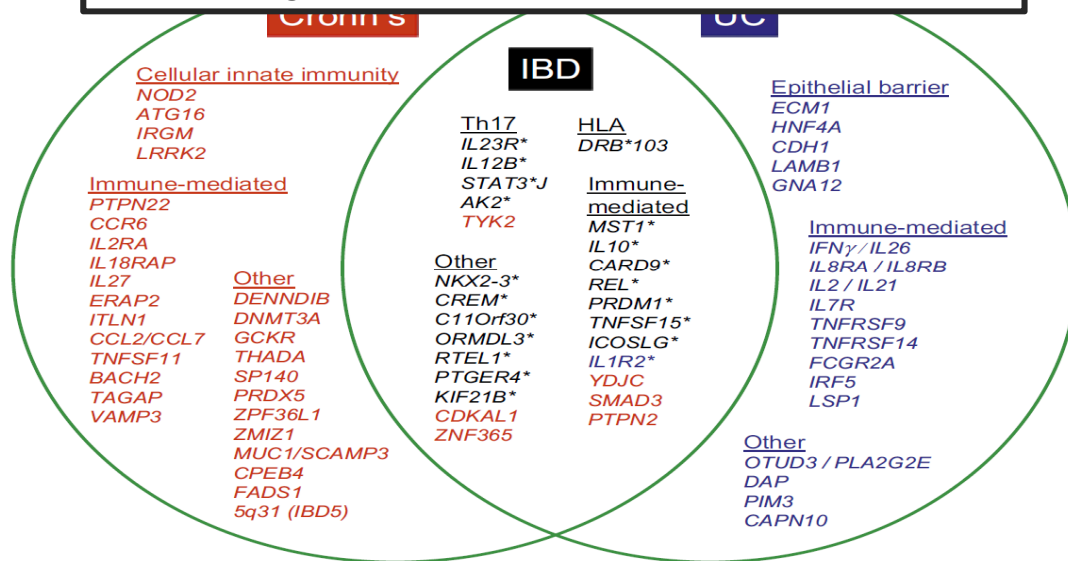 Crohn's
UC
IBD
Cellular innate immunity
NOD2
ATG16
IRGM
LRRK2
Immune-mediated
PTPN22
CCR6
IL2RA
IL18RAP
IL27
ERAP2
ITLN1
CCL2/CCL7
TNFSF11
BACH2
TAGAP
VAMP3
Other
DENNDIB
DNMT3A
GCKR
THADA
SP140
PRDX5
ZPF36L1
ZMIZ1
MUC1/SCAMP3
CPEB4
FADS1
5q31 (IBD5)
Th17
IL23R*
IL12B*
STAT3*J
AK2*
TYK2
Other
NKX2-3*
CREM*
C11Orf30*
ORMDL3*
RTEL1*
PTGER4*
KIF21B*
CDKAL1
ZNF365
HLA
DRB*103
Immune-
mediated
MST1*
IL10*
CARD9*
REL*
PRDM1*
TNFSF15*
ICOSLG*
IL1R2*
YDJC
SMAD3
PTPN2
Epithelial barrier
ECM1
HNF4A
CDH1
LAMB1
GNA12
Immune-mediated
IFNγ / IL26
IL8RA / IL8RB
IL2 / IL21
IL7R
TNFRSF9
TNFRSF14
FCGR2A
IRF5
LSP1
Other
OTUD3 / PLA2G2E
DAP
PIM3
CAPN10